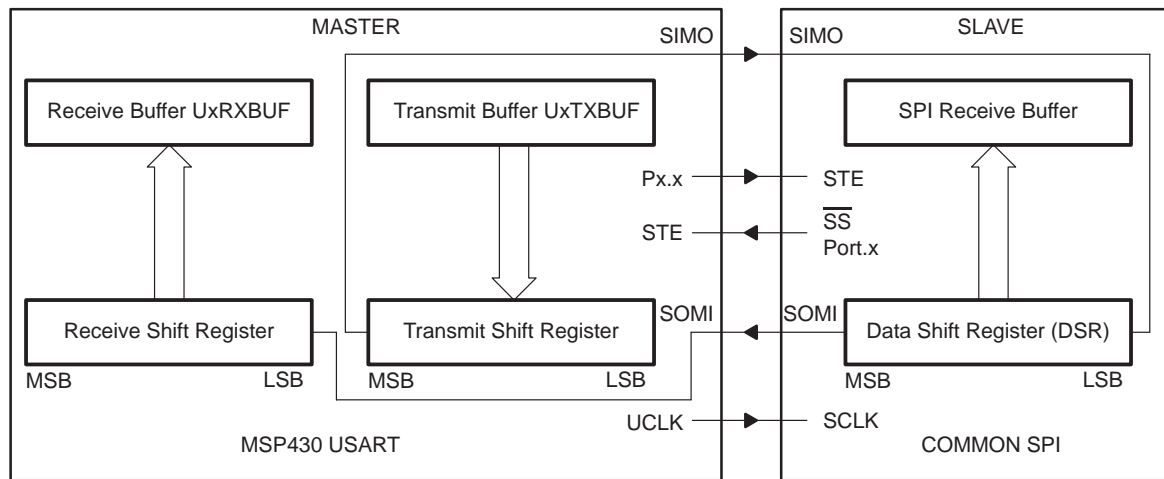 MASTER
SIMO
SIMO
SLAVE
Receive Buffer UxRXBUF
Transmit Buffer UxTXBUF
SPI Receive Buffer
Px.x
STE
STE
SS
Port.x
Receive Shift Register
Transmit Shift Register
SOMI
SOMI
Data Shift Register (DSR)
MSB
LSB
MSB
LSB
MSB
LSB
UCLK
SCLK
MSP430 USART
COMMON SPI